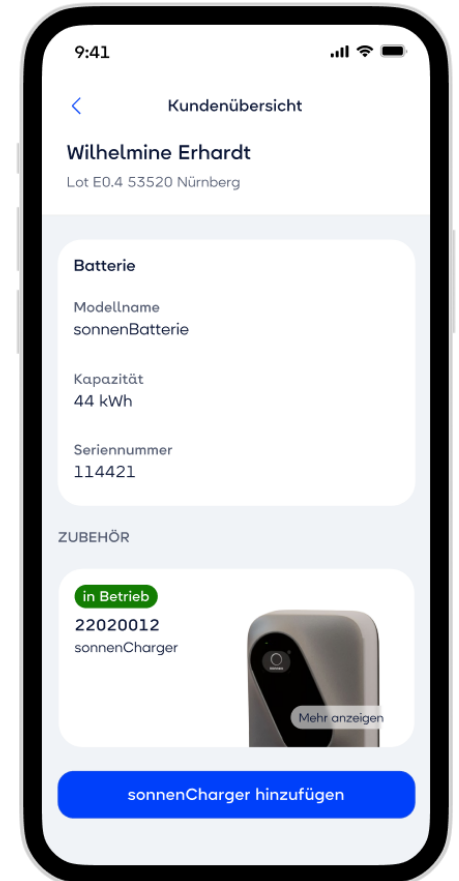 9:41
Kundenübersicht
Wilhelmine Erhardt
Lot E0.4 53520 Nürnberg
Batterie
Modellname
sonnenBatterie
Kapazität
44 kWh
Seriennummer
114421
ZUBEHÖR
in Betrieb
22020012
sonnenCharger
Mehr anzeigen
sonnenCharger hinzufügen